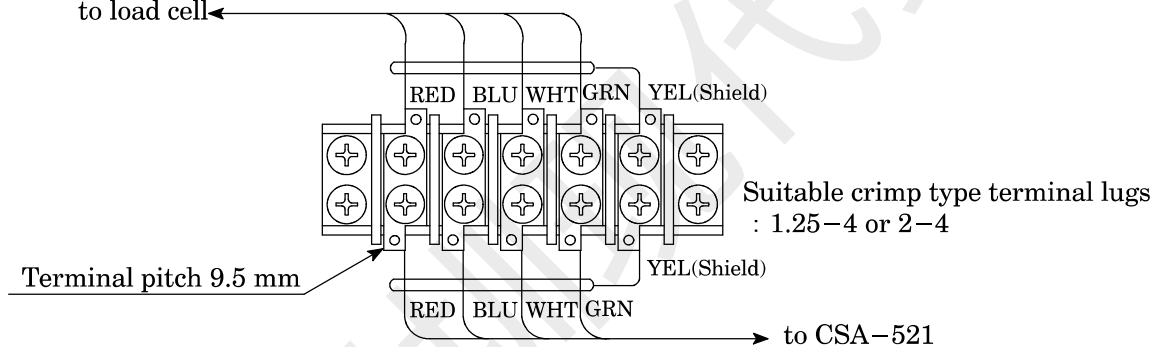 to load cell
RED BLU WHT GRN YEL(Shield)
Suitable crimp type terminal lugs
: 1.25−4 or 2−4
YEL(Shield)
Terminal pitch 9.5 mm
RED BLU WHT GRN
to CSA−521